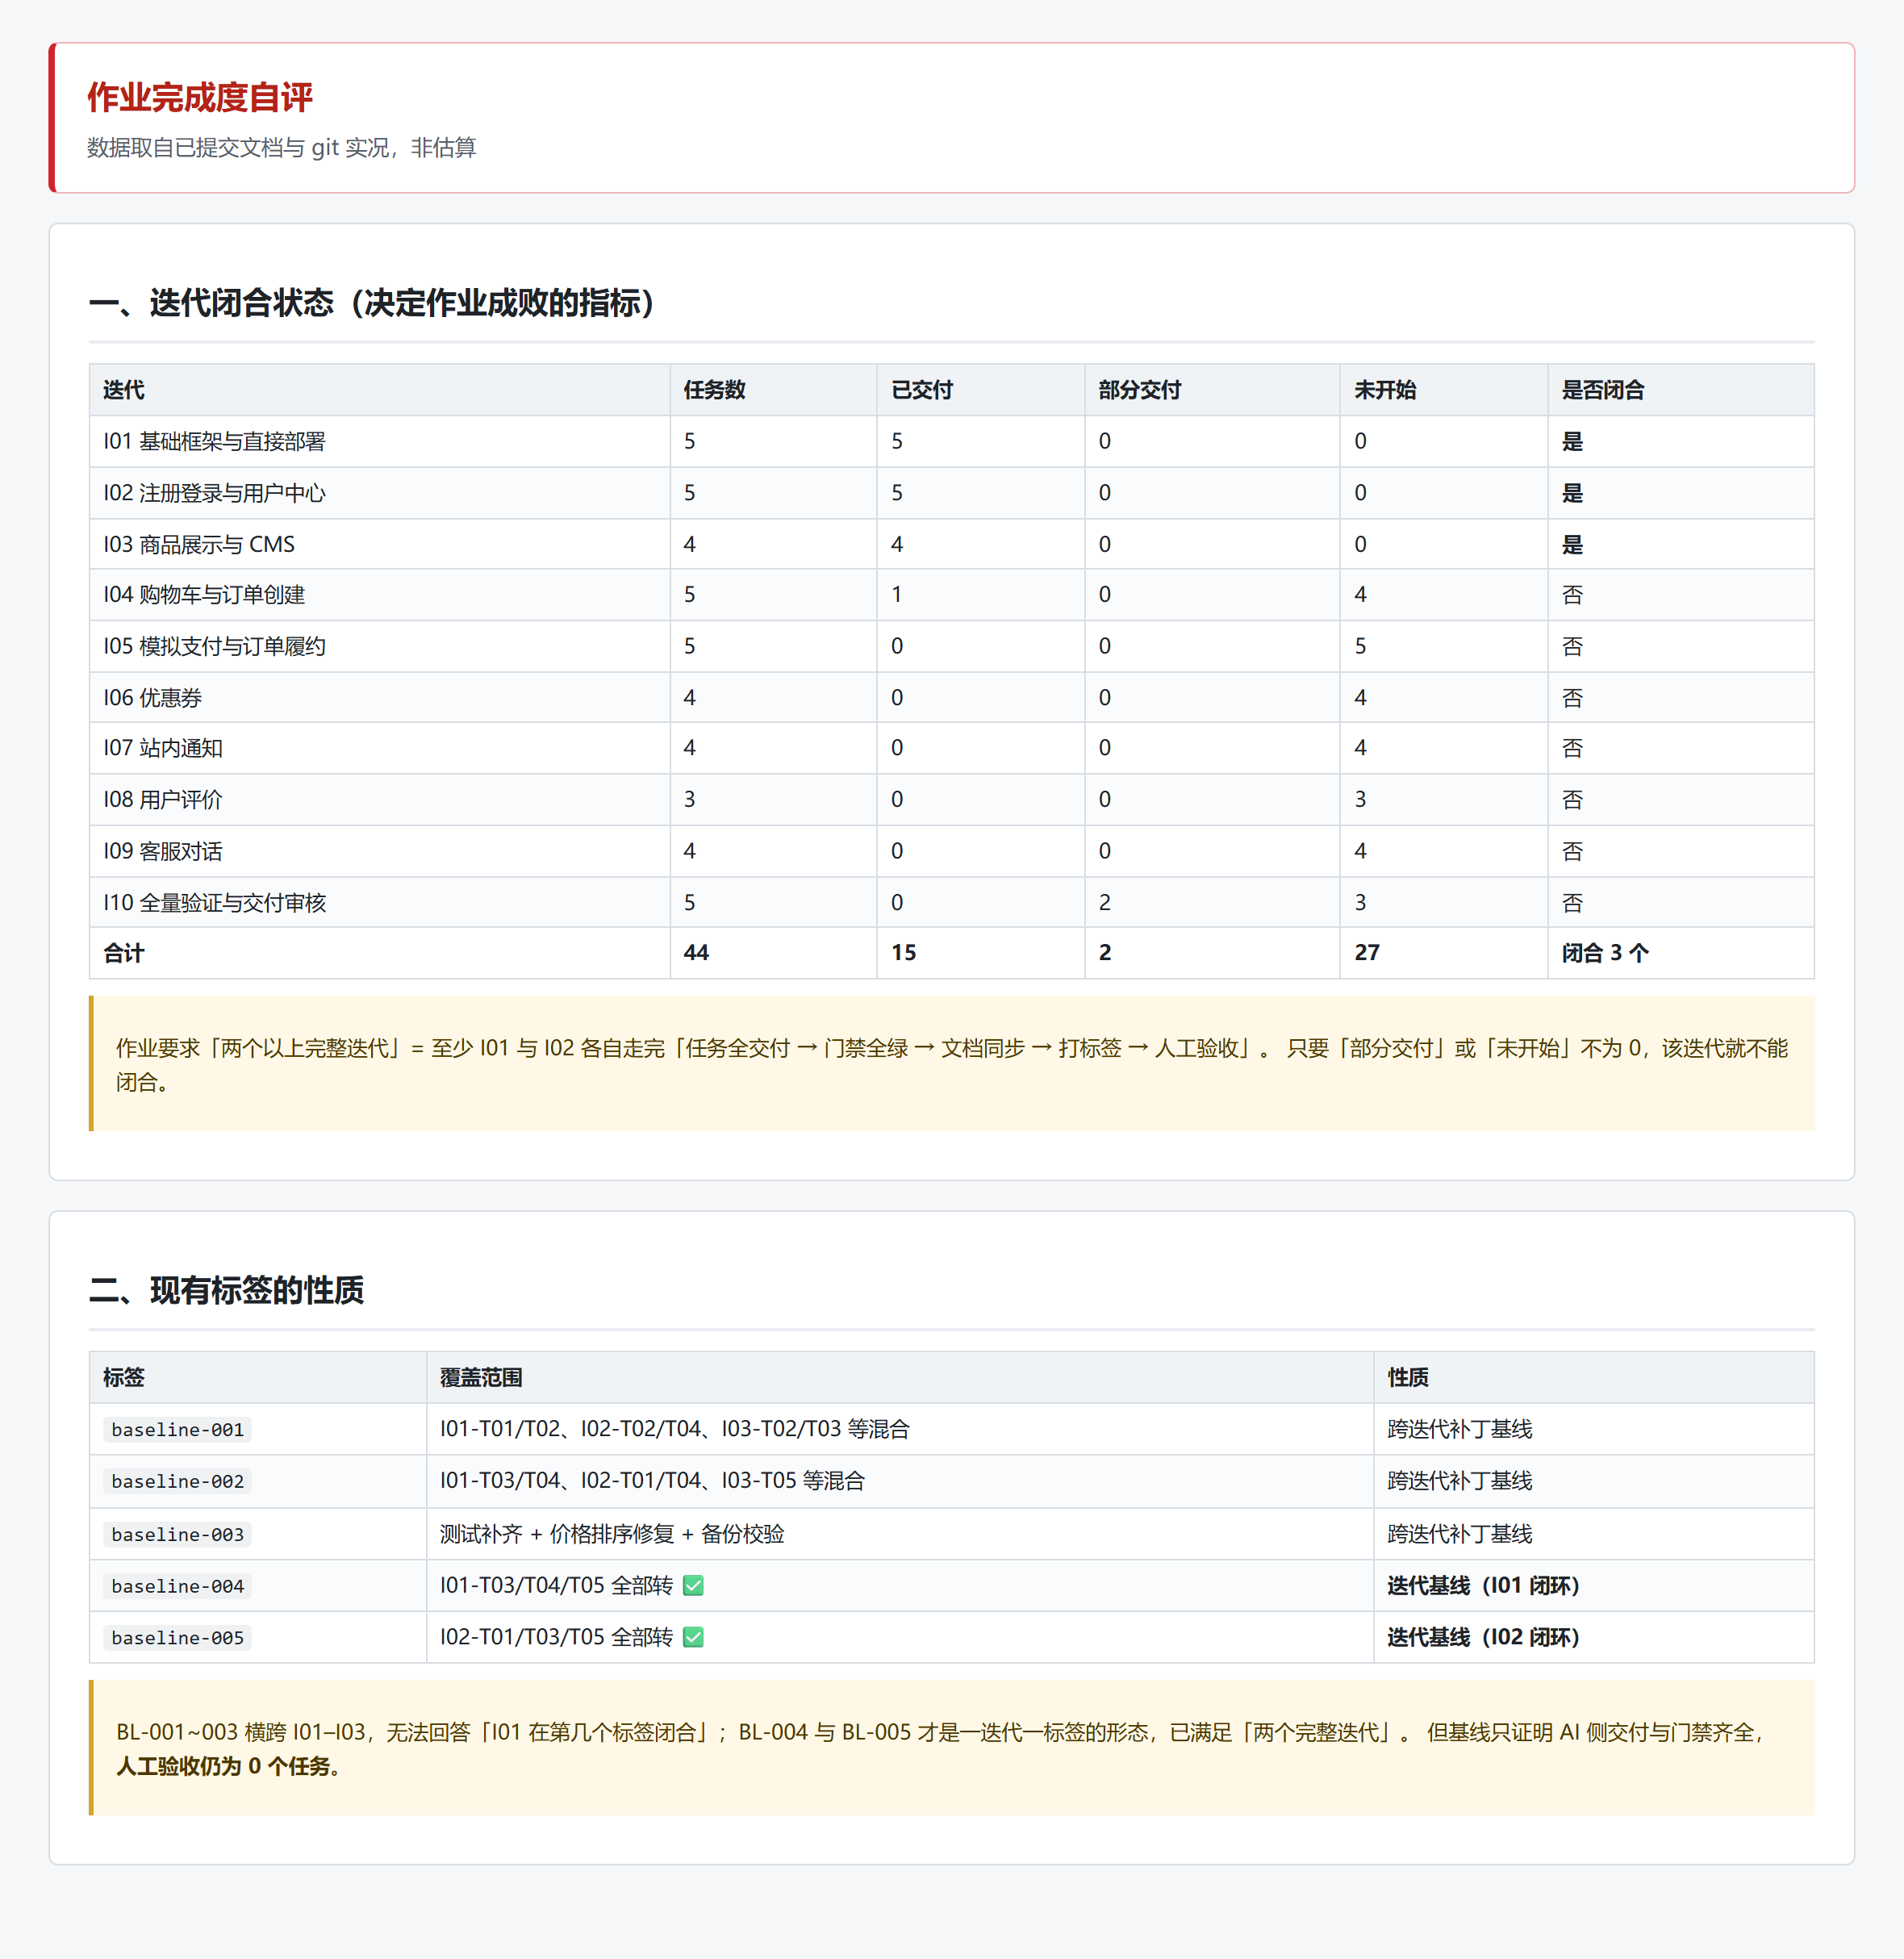 作业完成度自评
数据取自已提交文档与 git 实况，非估算
一、迭代闭合状态（决定作业成败的指标）
迭代 任务数 已交付 部分交付 未开始 是否闭合
I01 基础框架与直接部署 5 5 0 0 是
I02 注册登录与用户中心 5 5 0 0 是
I03 商品展示与 CMS 4 4 0 0 是
I04 购物车与订单创建 5 1 0 4 否
I05 模拟支付与订单履约 5 0 0 5 否
I06 优惠券 4 0 0 4 否
I07 站内通知 4 0 0 4 否
I08 用户评价 3 0 0 3 否
I09 客服对话 4 0 0 4 否
I10 全量验证与交付审核 5 0 2 3 否
合计 44 15 2 27 闭合 3 个
作业要求「两个以上完整迭代」= 至少 I01 与 I02 各自走完「任务全交付 → 门禁全绿 → 文档同步 → 打标签 → 人工验收」。 只要「部分交付」或「未开始」不为 0，该迭代就不能
闭合。
二、现有标签的性质
标签 覆盖范围 性质
baseline-001 I01-T01/T02、I02-T02/T04、I03-T02/T03 等混合 跨迭代补丁基线
baseline-002 I01-T03/T04、I02-T01/T04、I03-T05 等混合 跨迭代补丁基线
baseline-003 测试补齐 + 价格排序修复 + 备份校验 跨迭代补丁基线
baseline-004 I01-T03/T04/T05 全部转 ✅ 迭代基线（I01 闭环）
baseline-005 I02-T01/T03/T05 全部转 ✅ 迭代基线（I02 闭环）
BL-001~003 横跨 I01–I03，无法回答「I01 在第几个标签闭合」；BL-004 与 BL-005 才是一迭代一标签的形态，已满足「两个完整迭代」。 但基线只证明 AI 侧交付与门禁齐全，
人工验收仍为 0 个任务。